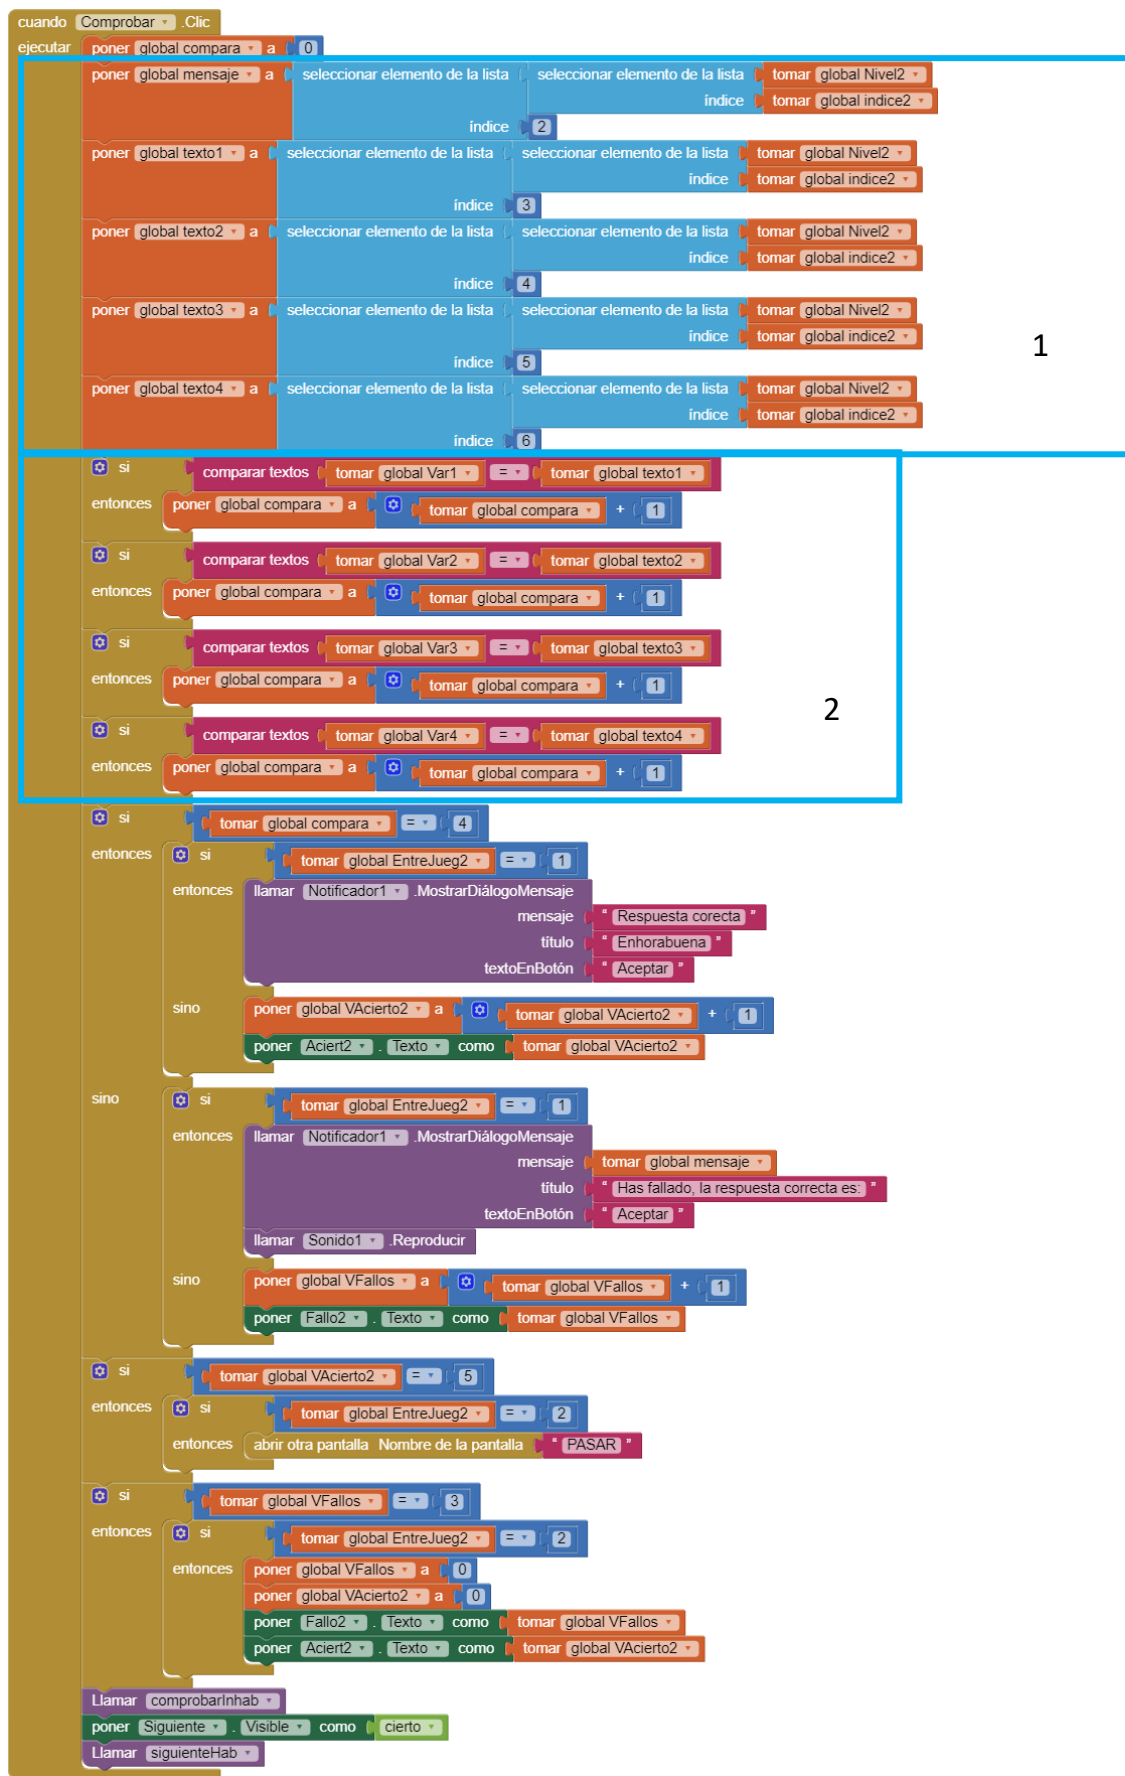 cuando Comprobar .Clic
ejecutar poner global compara a 0
poner global mensaje a seleccionar elemento de la lista seleccionar elemento de la lista tomar global Nivel2
índice tomar global indice2
índice 2
poner global texto1 a seleccionar elemento de la lista seleccionar elemento de la lista tomar global Nivel2
índice tomar global indice2
índice 3
poner global texto2 a seleccionar elemento de la lista seleccionar elemento de la lista tomar global Nivel2
índice tomar global indice2
índice 4
poner global texto3 a seleccionar elemento de la lista seleccionar elemento de la lista tomar global Nivel2
índice tomar global indice2
1
índice 5
poner global texto4 a seleccionar elemento de la lista seleccionar elemento de la lista tomar global Nivel2
índice tomar global indice2
índice 6
si comparar textos tomar global Var1 = tomar global texto1
entonces poner global compara a tomar global compara + 1
si comparar textos tomar global Var2 = tomar global texto2
entonces poner global compara a tomar global compara + 1
si comparar textos tomar global Var3 = tomar global texto3
entonces poner global compara a tomar global compara + 1
2
si comparar textos tomar global Var4 = tomar global texto4
entonces poner global compara a tomar global compara + 1
si tomar global compara = 4
entonces si tomar global EntreJueg2 = 1
entonces llamar Notificador1 .MostrarDiálogoMensaje
mensaje " Respuesta corecta "
título " Enhorabuena "
textoEnBotón " Aceptar "
sino poner global VAcierto2 a tomar global VAcierto2 + 1
poner Aciert2 . Texto como tomar global VAcierto2
sino si tomar global EntreJueg2 = 1
entonces llamar Notificador1 .MostrarDiálogoMensaje
mensaje tomar global mensaje
título " Has fallado, la respuesta correcta es: "
textoEnBotón " Aceptar "
llamar Sonido1 .Reproducir
sino poner global VFallos a tomar global VFallos + 1
poner Fallo2 . Texto como tomar global VFallos
si tomar global VAcierto2 = 5
entonces si tomar global EntreJueg2 = 2
entonces abrir otra pantalla Nombre de la pantalla " PASAR "
si tomar global VFallos = 3
entonces si tomar global EntreJueg2 = 2
entonces poner global VFallos a 0
poner global VAcierto2 a 0
poner Fallo2 . Texto como tomar global VFallos
poner Aciert2 . Texto como tomar global VAcierto2
Llamar comprobarInhab
poner Siguiente . Visible como cierto
Llamar siguienteHab